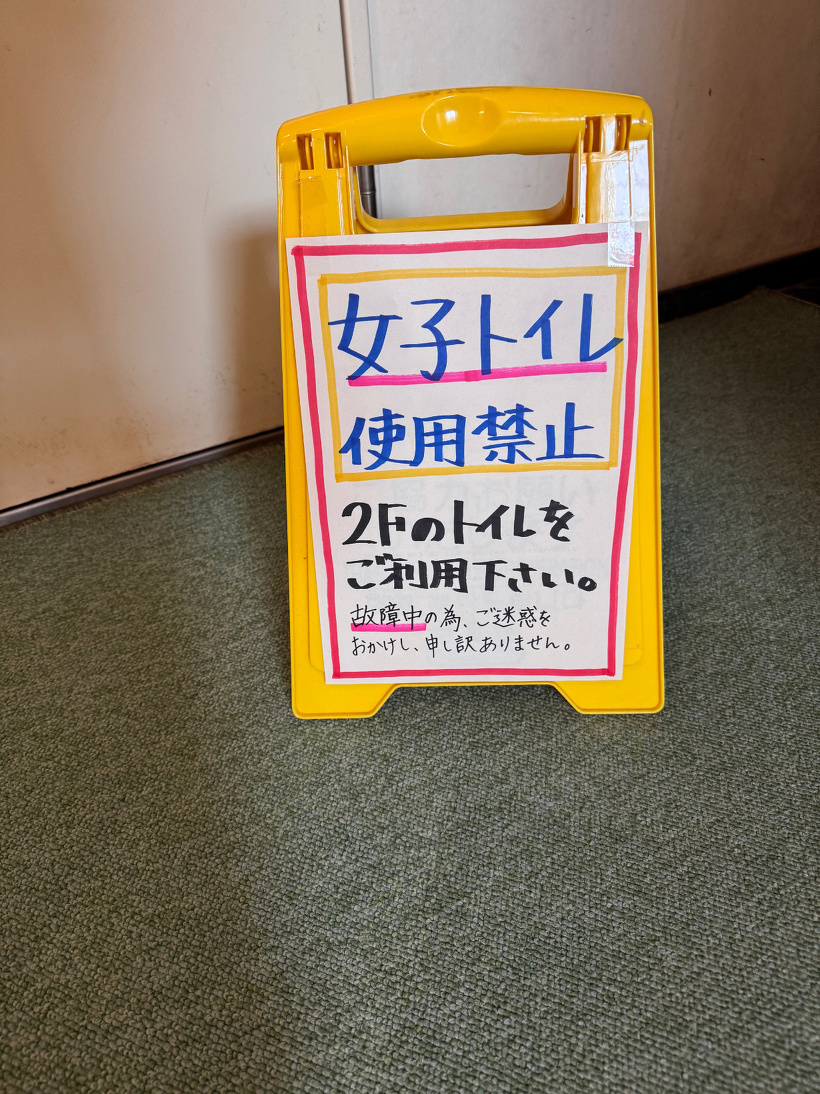 女子トイレ
使用禁止
2Fのトイレを
ご利用下さい。
故障中の為、ご迷惑を
おかけし、申し訳ありません。